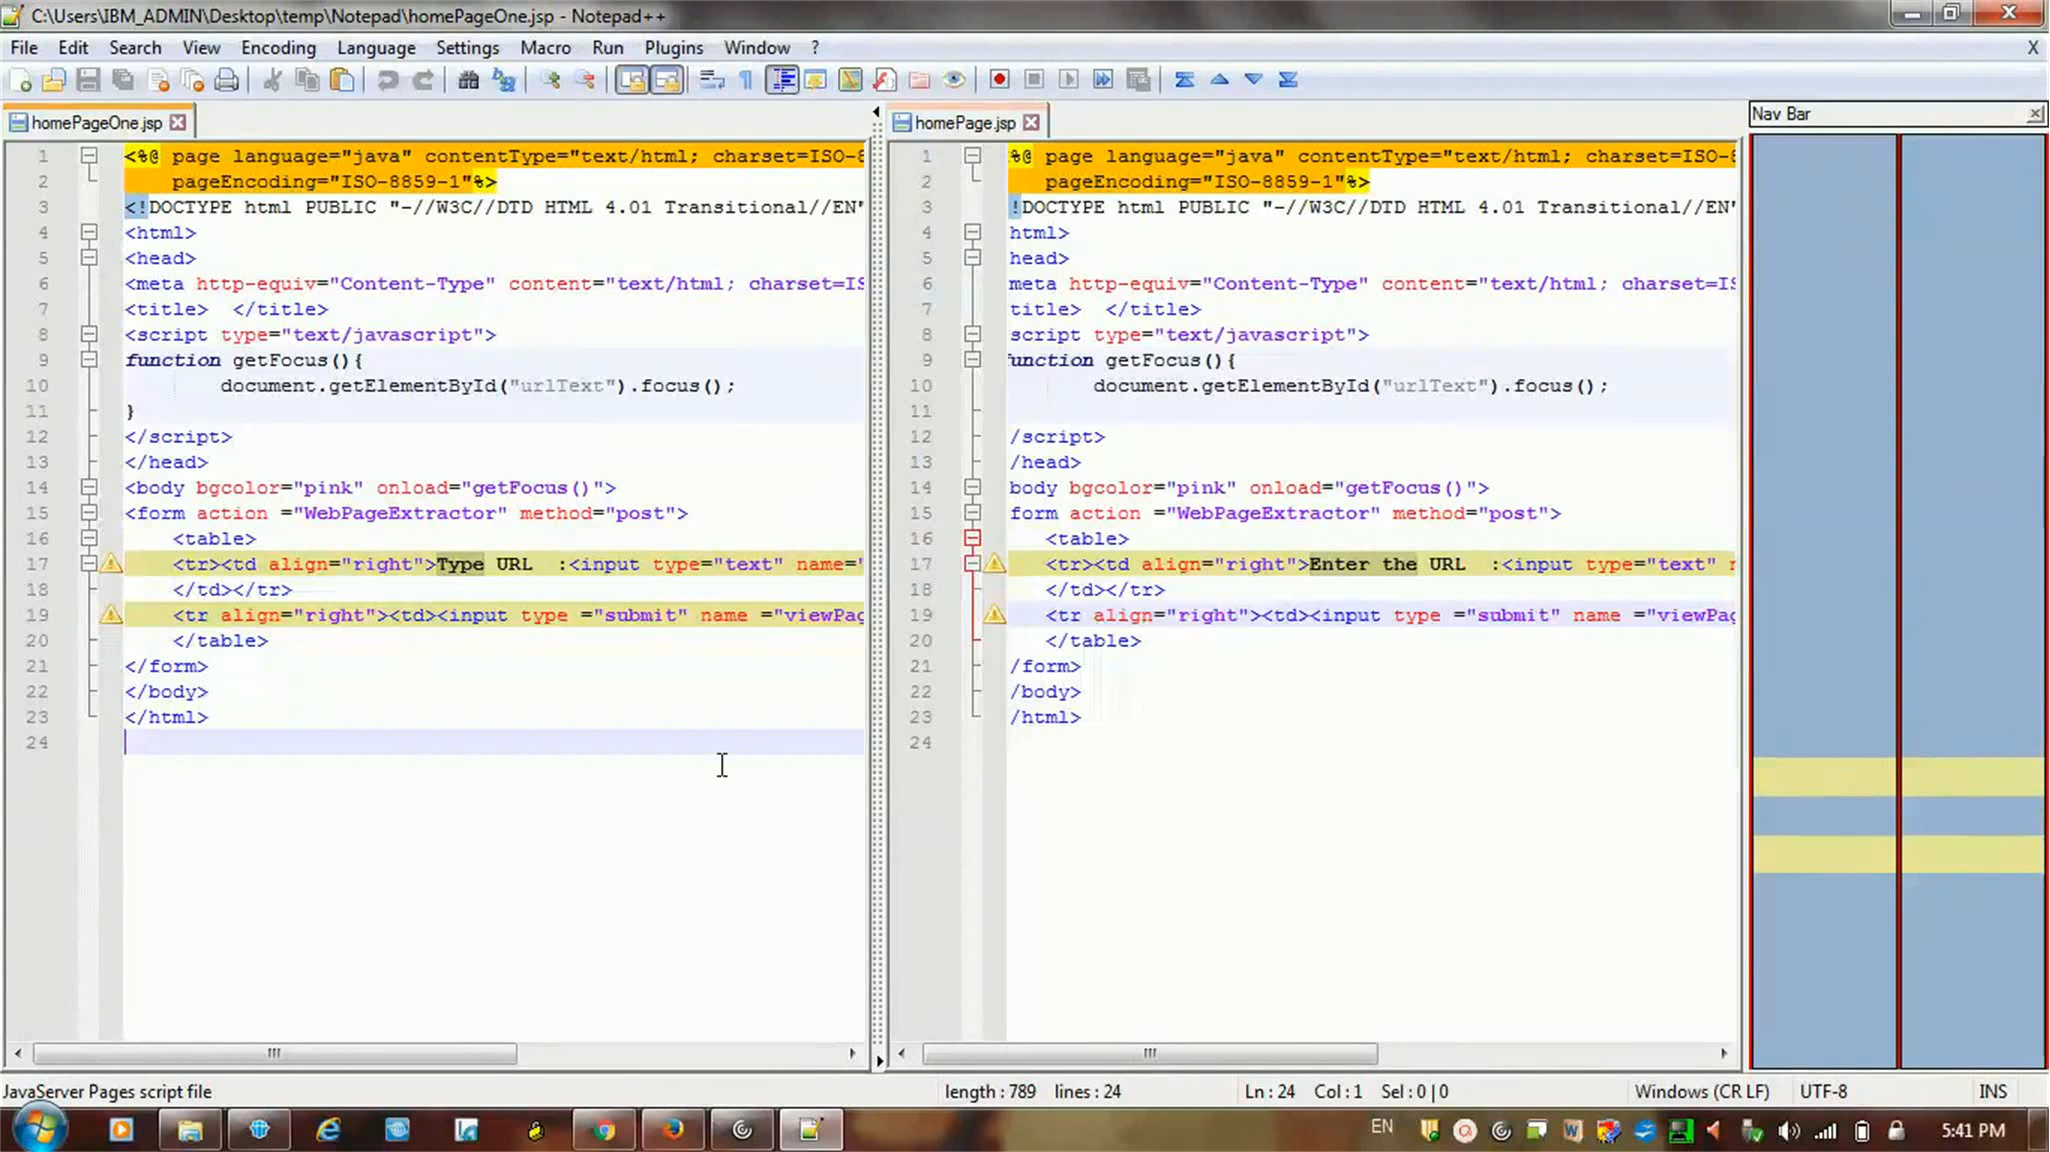 C:\Users\IBM_ADMIN\Desktop\temp\Notepad\homePageOne.jsp - Notepad++
File Edit Search View Encoding Language Settings Macro Run Plugins Window ? X
homePageOne.jsp
1 <%@ page language="java" contentType="text/html; charset=ISO-8
2 pageEncoding="ISO-8859-1"%>
3 <!DOCTYPE html PUBLIC "-//W3C//DTD HTML 4.01 Transitional//EN"
4 <html>
5 <head>
6 <meta http-equiv="Content-Type" content="text/html; charset=IS
7 <title>  </title>
8 <script type="text/javascript">
9 function getFocus(){
10 document.getElementById("urlText").focus();
11 }
12 </script>
13 </head>
14 <body bgcolor="pink" onload="getFocus()">
15 <form action ="WebPageExtractor" method="post">
16 <table>
17 <tr><td align="right">Type URL  :<input type="text" name="
18 </td></tr>
19 <tr align="right"><td><input type ="submit" name ="viewPag
20 </table>
21 </form>
22 </body>
23 </html>
24
homePage.jsp
1 %@ page language="java" contentType="text/html; charset=ISO-8
2 pageEncoding="ISO-8859-1"%>
3 !DOCTYPE html PUBLIC "-//W3C//DTD HTML 4.01 Transitional//EN"
4 html>
5 head>
6 meta http-equiv="Content-Type" content="text/html; charset=IS
7 title>  </title>
8 script type="text/javascript">
9 function getFocus(){
10 document.getElementById("urlText").focus();
11
12 /script>
13 /head>
14 body bgcolor="pink" onload="getFocus()">
15 form action ="WebPageExtractor" method="post">
16 <table>
17 <tr><td align="right">Enter the URL  :<input type="text" n
18 </td></tr>
19 <tr align="right"><td><input type ="submit" name ="viewPag
20 </table>
21 /form>
22 /body>
23 /html>
24
Nav Bar
JavaServer Pages script file length : 789 lines : 24 Ln : 24 Col : 1 Sel : 0 | 0 Windows (CR LF) UTF-8 INS
EN 5:41 PM